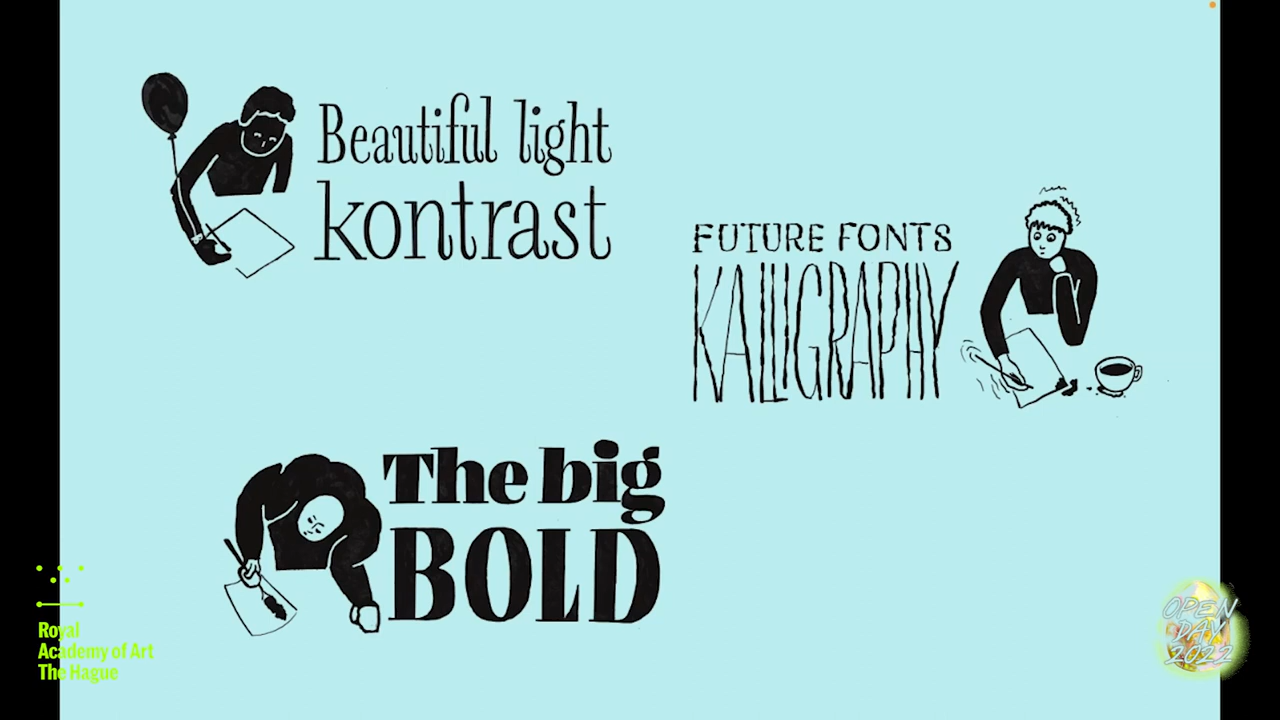 Beautiful light
kontrast
FUTURE FONTS
KALLIGRAPHY
The big
BOLD
Royal
Academy of Art
The Hague
OPEN
DAY
2022